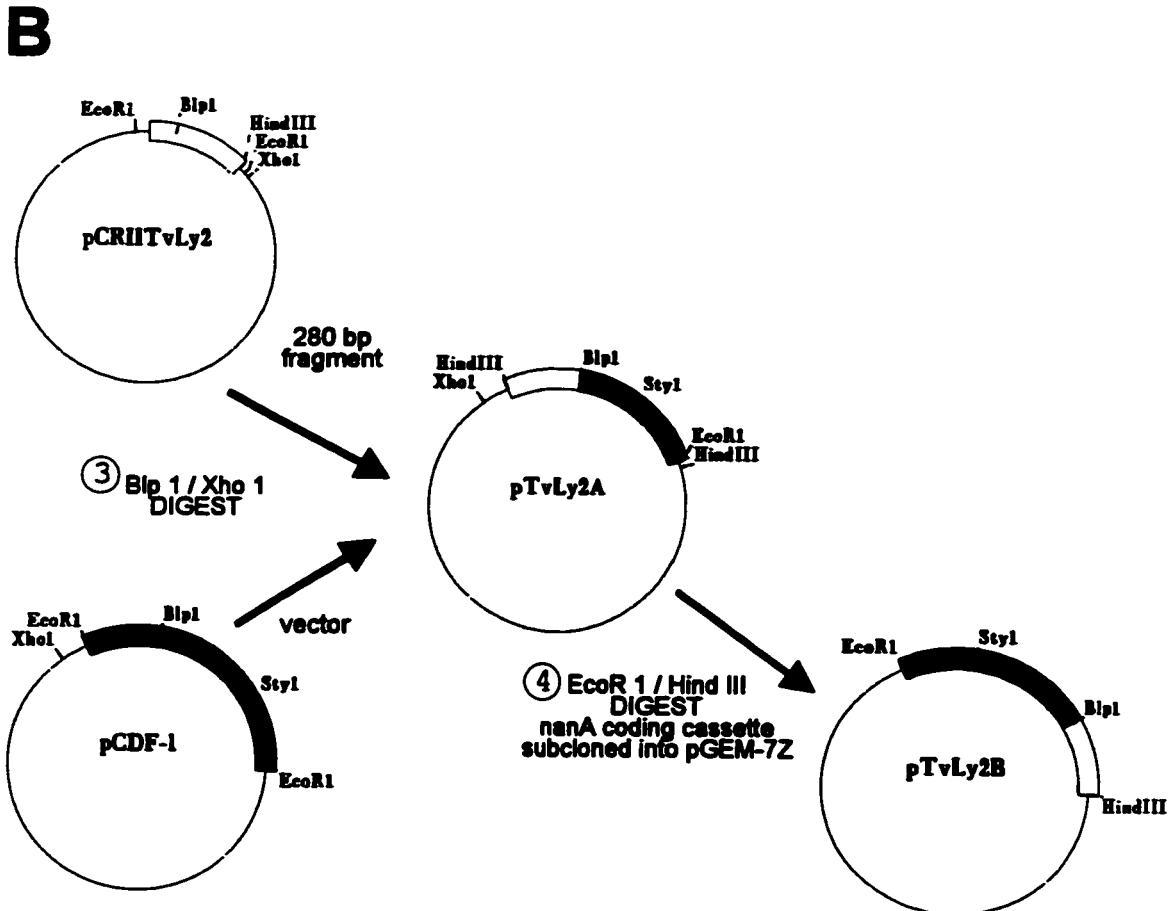 B
EcoR1
Blp1
HindIII
EcoR1
Xho1
pCRIITvLy2
280 bp
fragment
3
Blp 1 / Xho 1
DIGEST
vector
EcoR1
Xho1
Blp1
Sty1
pCDF-1
EcoR1
HindIII
Xho1
Blp1
Sty1
EcoR1
HindIII
pTvLy2A
4
EcoR 1 / Hind III
DIGEST
nanA coding cassette
subcloned into pGEM-7Z
EcoR1
Sty1
Blp1
pTvLy2B
HindIII